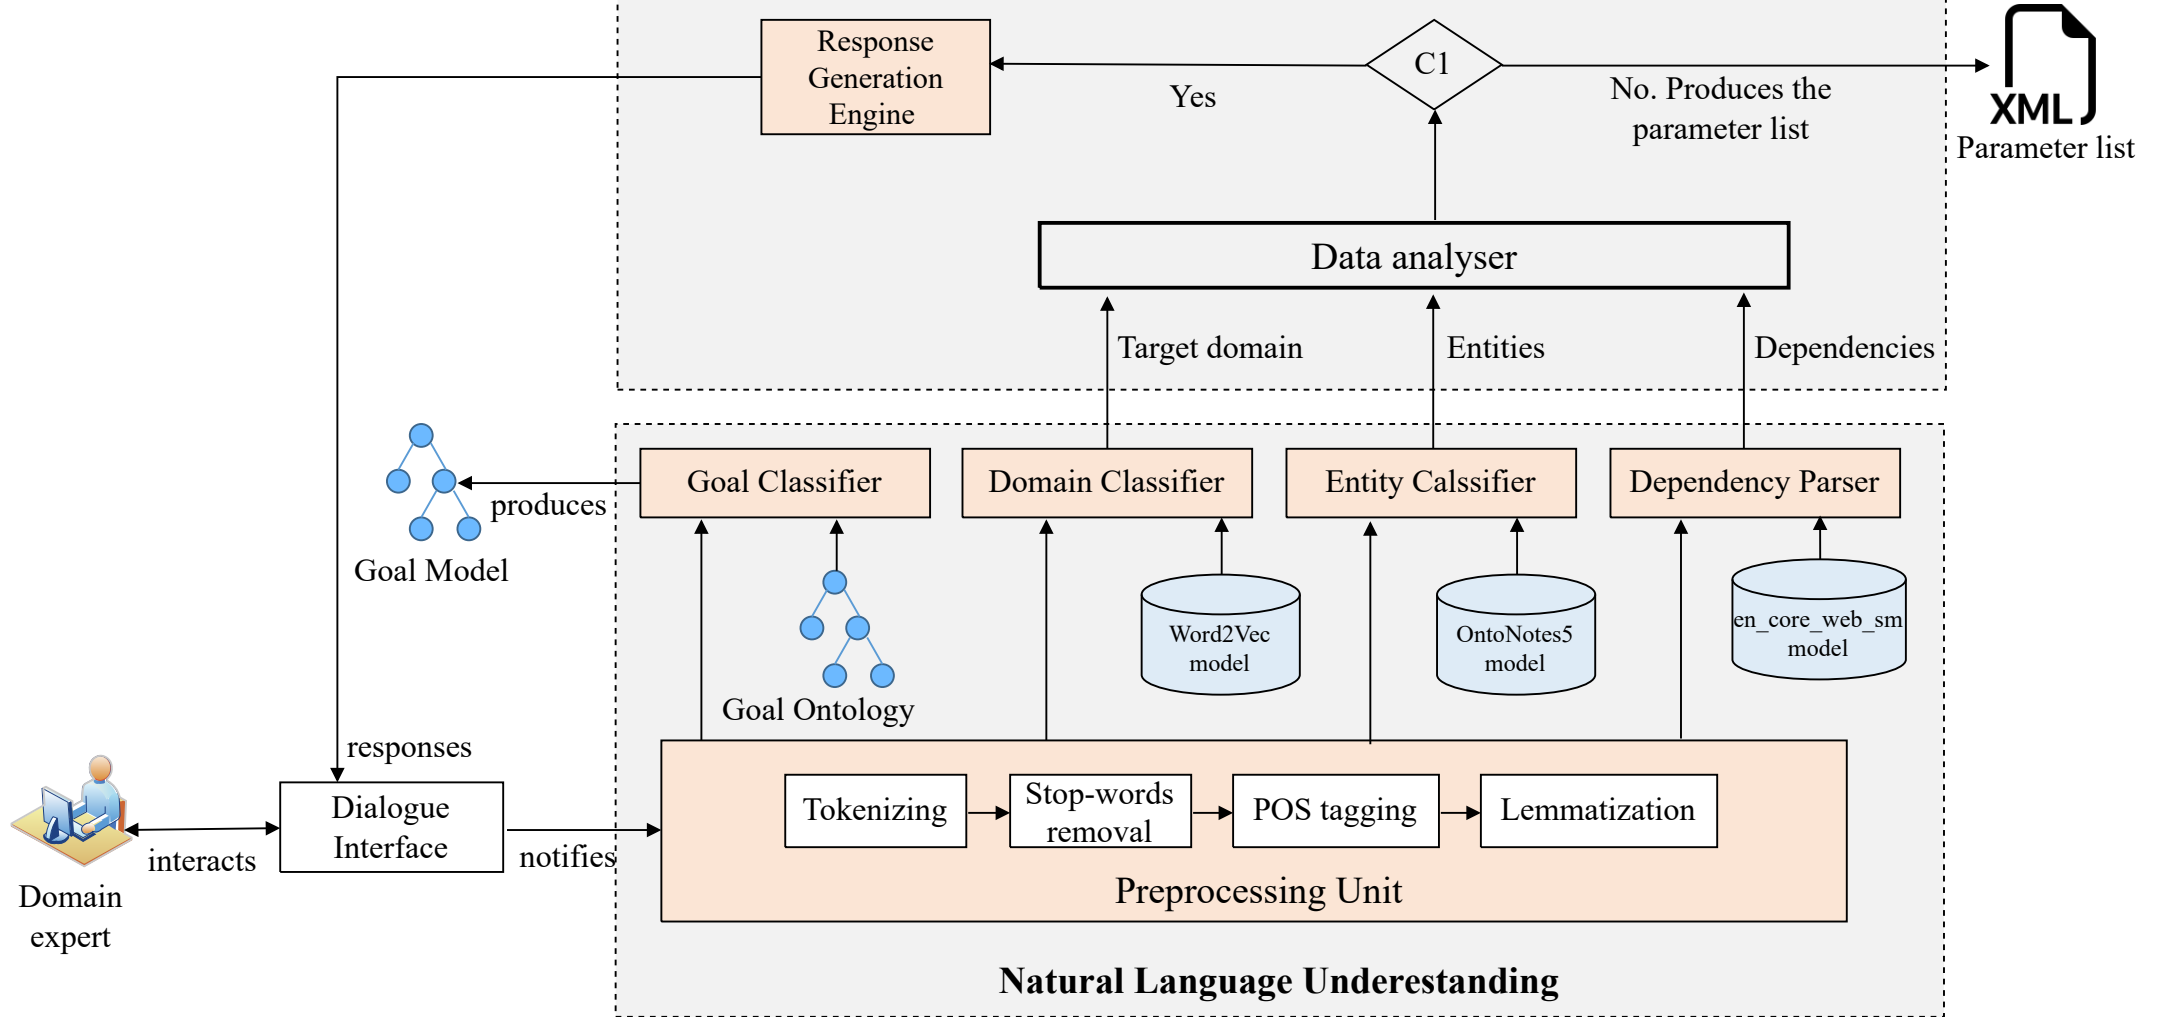 Response
Generation
Engine
C1
Yes
No. Produces the
parameter list
XML
Parameter list
Data analyser
Target domain
Entities
Dependencies
Goal Classifier
Domain Classifier
Entity Calssifier
Dependency Parser
produces
Goal Model
Goal Ontology
Word2Vec
model
OntoNotes5
model
en_core_web_sm
model
responses
Dialogue
Interface
interacts
notifies
Domain
expert
Tokenizing
Stop-words
removal
POS tagging
Lemmatization
Preprocessing Unit
Natural Language Underestanding